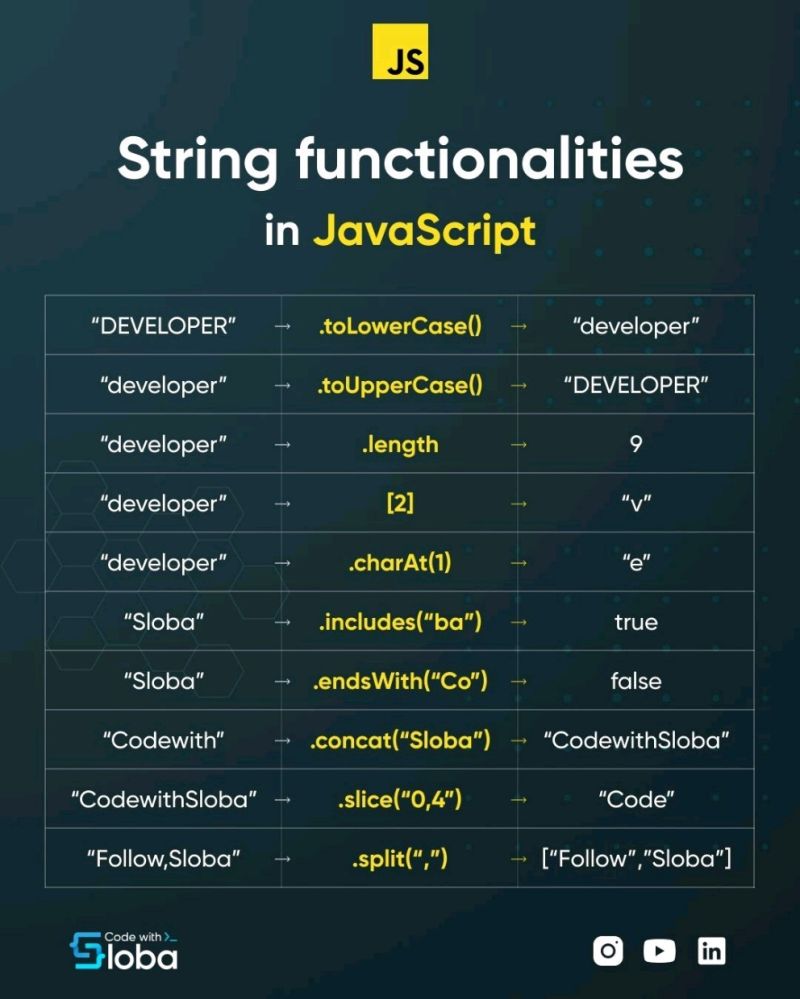 JS
String functionalities
in JavaScript
“DEVELOPER” → .toLowerCase() → “developer”
“developer” → .toUpperCase() → “DEVELOPER”
“developer” → .length → 9
“developer” → [2] → “v”
“developer” → .charAt(1) → “e”
“Sloba” → .includes(“ba”) → true
“Sloba” → .endsWith(“Co”) → false
“Codewith” → .concat(“Sloba”) → “CodewithSloba”
“CodewithSloba” → .slice(“0,4”) → “Code”
“Follow,Sloba” → .split(“,”) → [“Follow”,”Sloba”]
Code with >_
Sloba
in